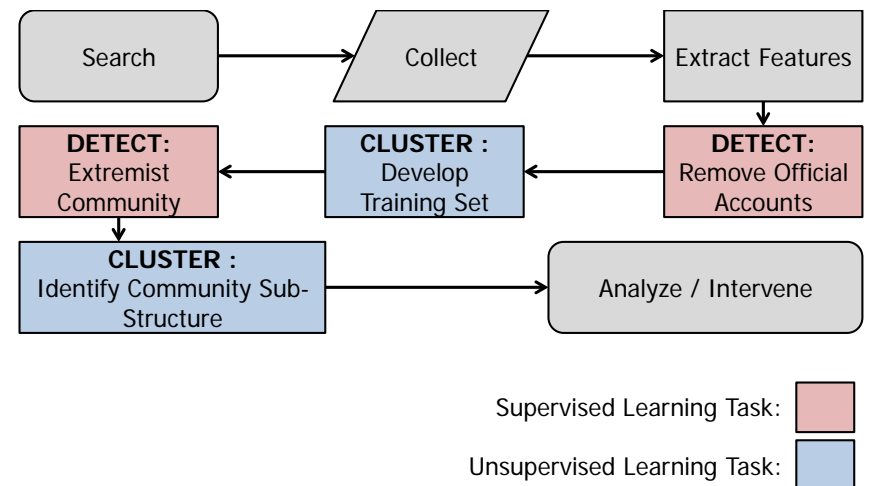 Search
Collect
Extract Features
DETECT:
Remove Official
Accounts
CLUSTER :
Develop
Training Set
DETECT:
Extremist
Community
CLUSTER :
Identify Community Sub-
Structure
Analyze / Intervene
Supervised Learning Task:
Unsupervised Learning Task: